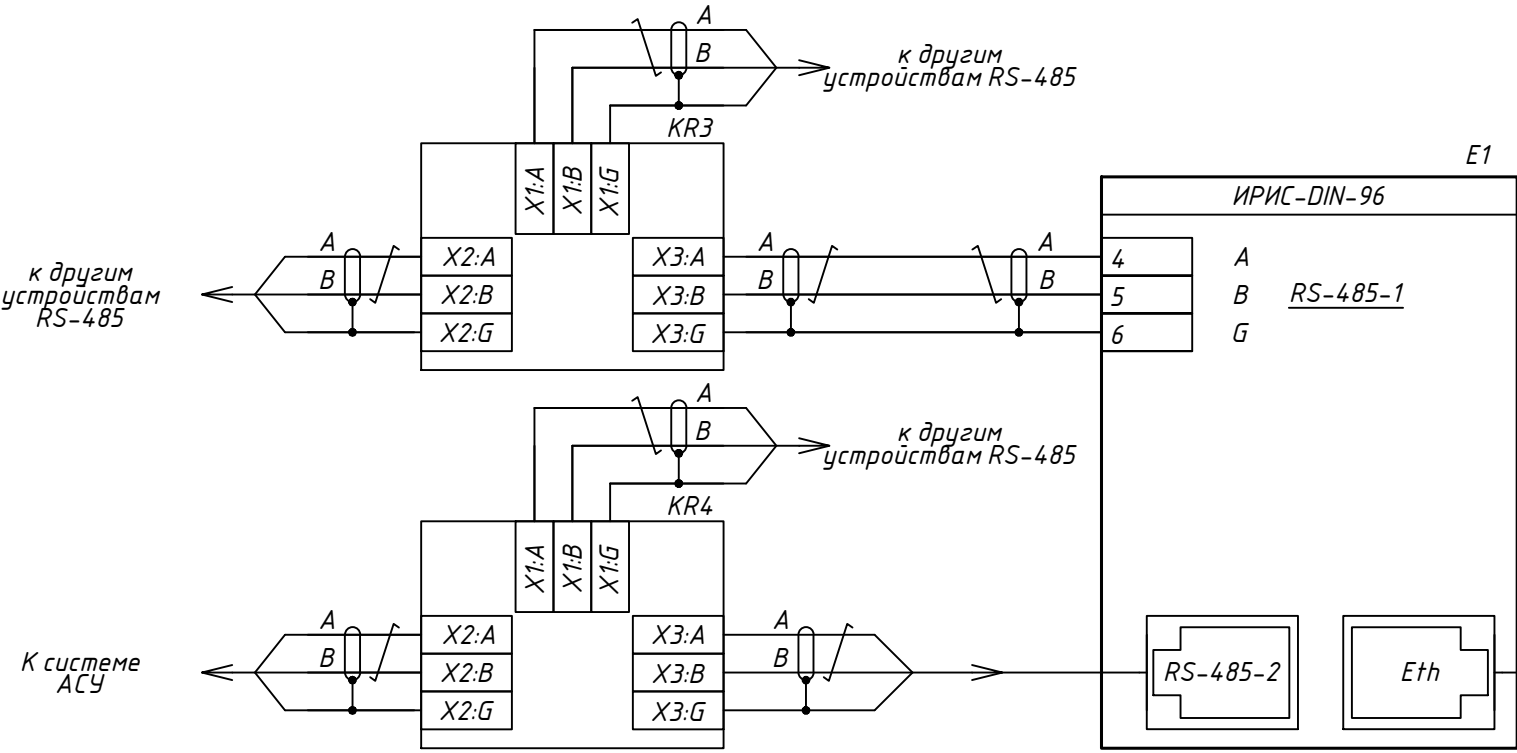 A
B
к другим
устройствам RS-485
KR3
X1:A
X1:B
X1:G
E1
ИРИС-DIN-96
A
B
к другим
устройствам
RS-485
X2:A
X2:B
X2:G
X3:A
X3:B
X3:G
A
B
A
B
4
5
6
A
B
G
RS-485-1
A
B
к другим
устройствам RS-485
KR4
X1:A
X1:B
X1:G
A
B
К системе
АСУ
X2:A
X2:B
X2:G
X3:A
X3:B
X3:G
A
B
RS-485-2
Eth